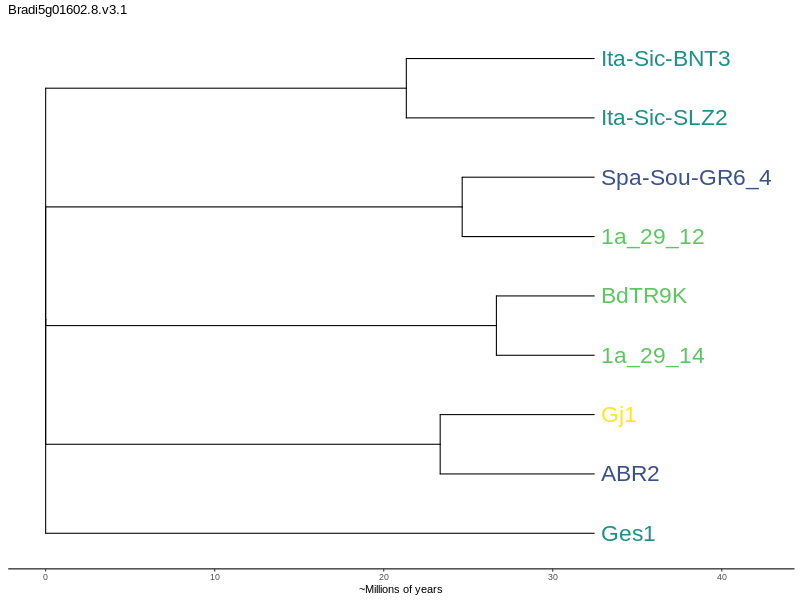 Bradi5g01602.8.v3.1
Ita-Sic-BNT3
Ita-Sic-SLZ2
Spa-Sou-GR6_4
1a_29_12
BdTR9K
1a_29_14
Gj1
ABR2
Ges1
0 10 20 30 40
~Millions of years